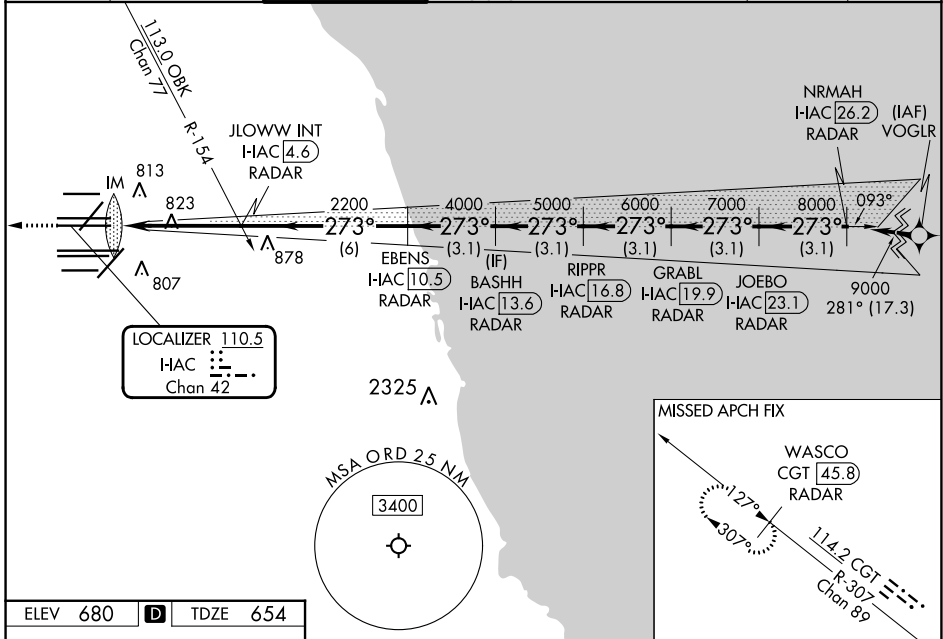 113.0 OBK
Chan 77
R-154
JLOWW INT
I-IAC 4.6
RADAR
NRMAH
I-IAC 26.2
RADAR
(IAF)
VOGLR
IM
813
823
878
807
2200
273°
(6)
4000
273°
(3.1)
5000
273°
(3.1)
6000
273°
(3.1)
7000
273°
(3.1)
8000
273°
(3.1)
093°
EBENS
I-IAC 10.5
RADAR
(IF)
BASHH
I-IAC 13.6
RADAR
RIPPR
I-IAC 16.8
RADAR
GRABL
I-IAC 19.9
RADAR
JOEBO
I-IAC 23.1
RADAR
9000
281° (17.3)
LOCALIZER 110.5
I-IAC
Chan 42
2325
MSA ORD 25 NM
3400
MISSED APCH FIX
WASCO
CGT 45.8
RADAR
127°
307°
114.2 CGT
R-307
Chan 89
ELEV 680 D TDZE 654